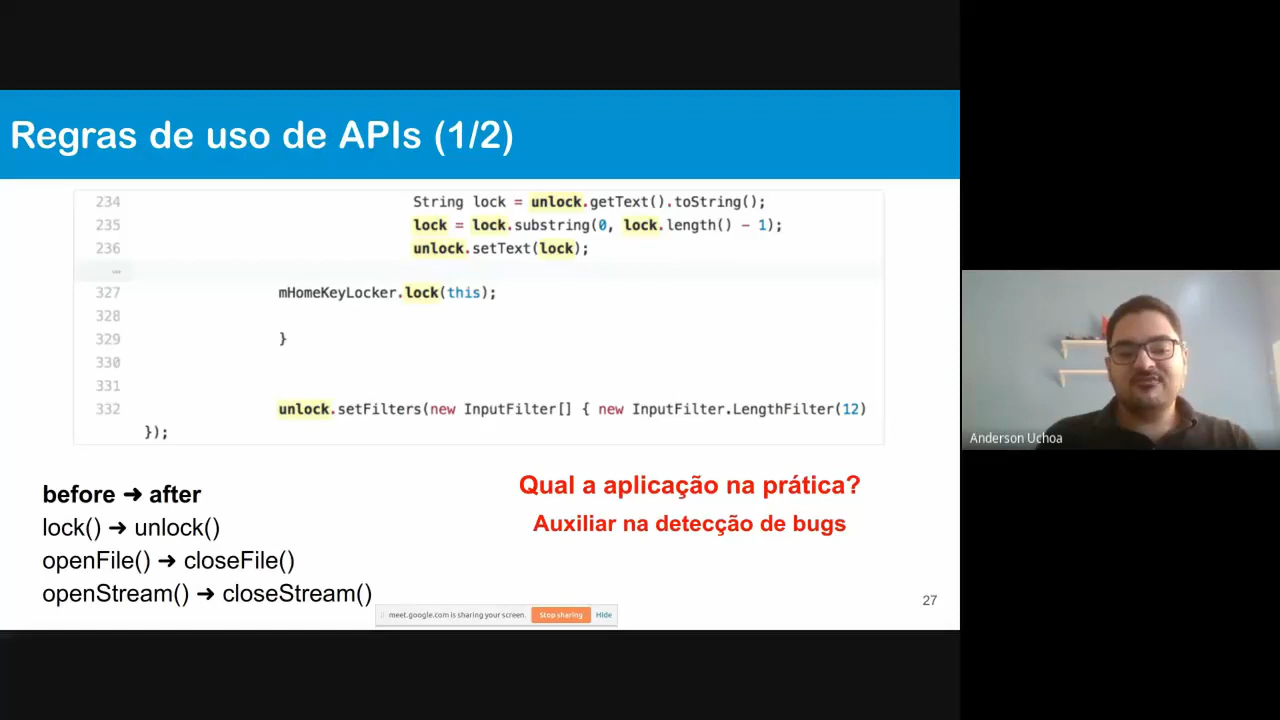 Regras de uso de APIs (1/2)
234 String lock = unlock.getText().toString();
235 lock = lock.substring(0, lock.length() - 1);
236 unlock.setText(lock);
...
327 mHomeKeyLocker.lock(this);
328
329 }
330
331
332 unlock.setFilters(new InputFilter[] { new InputFilter.LengthFilter(12)
});
before ➜ after
lock() ➜ unlock()
openFile() ➜ closeFile()
openStream() ➜ closeStream()
Qual a aplicação na prática?
Auxiliar na detecção de bugs
meet.google.com is sharing your screen. Stop sharing Hide
27
Anderson Uchoa